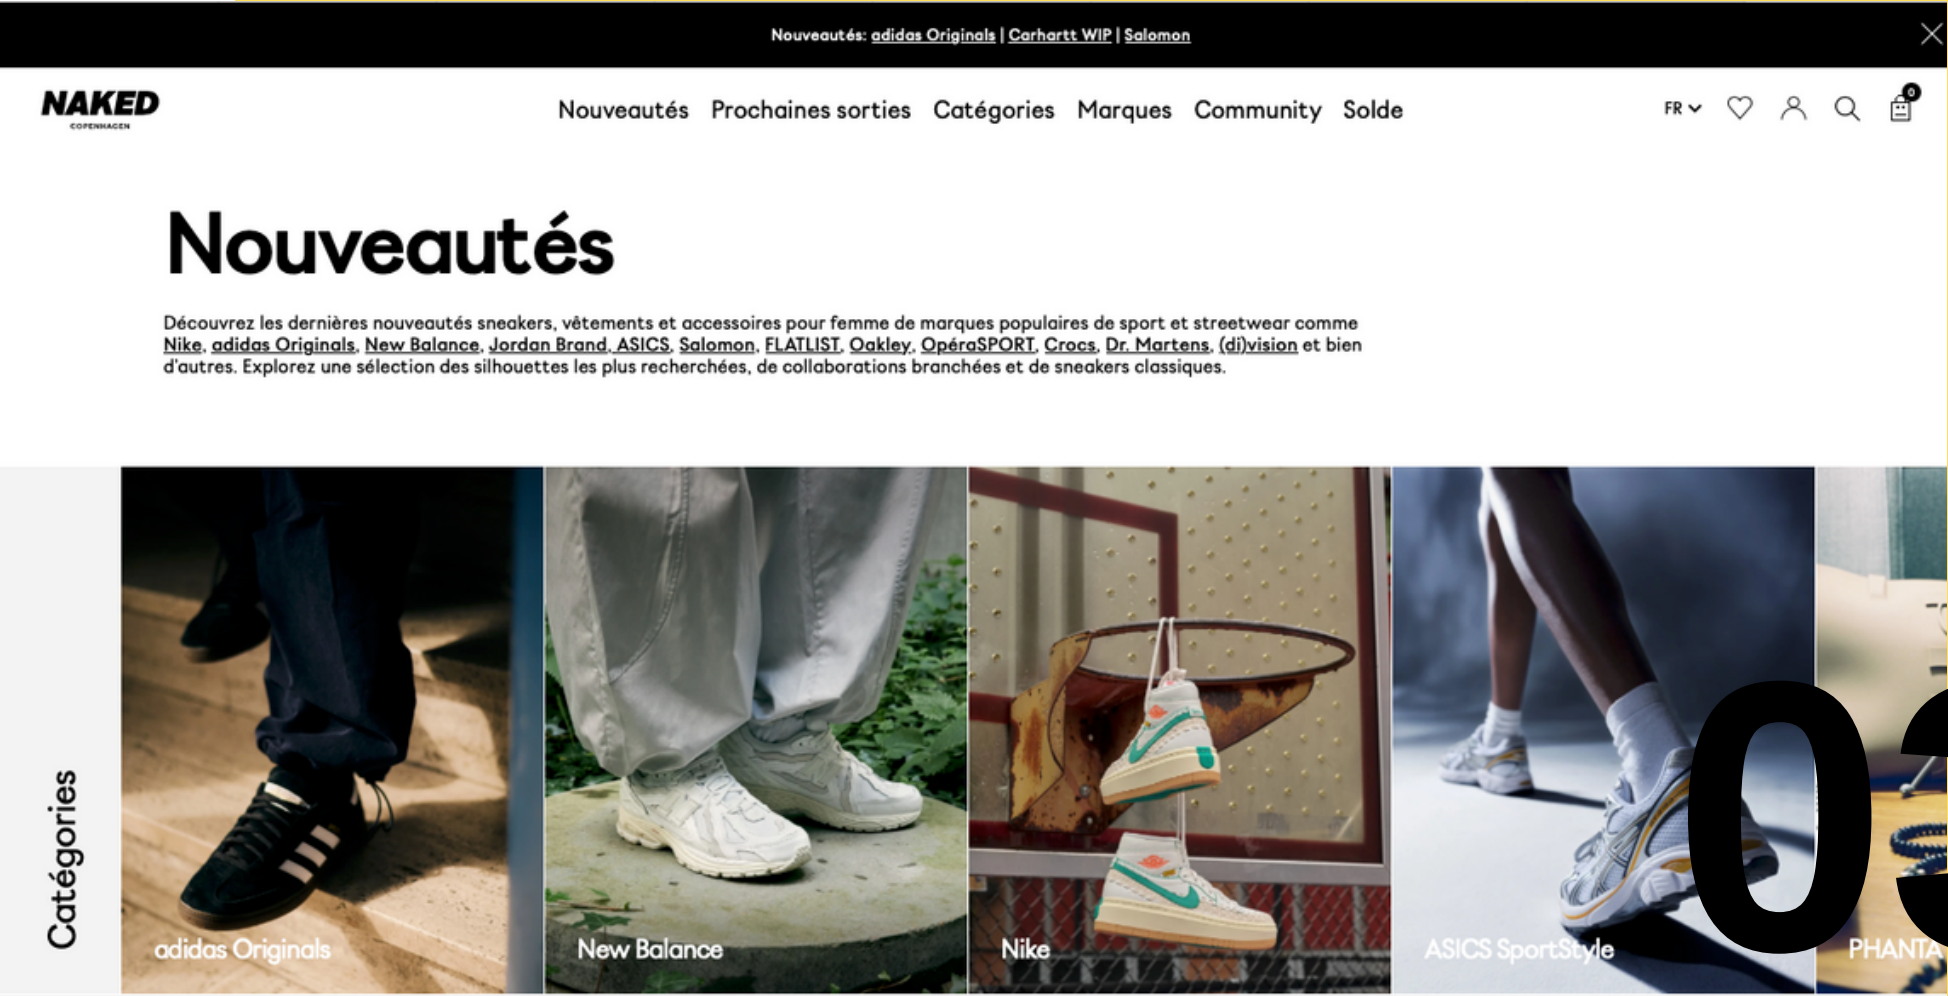 Nouveautés: adidas Originals | Carhartt WIP | Salomon
NAKED
COPENHAGEN
Nouveautés Prochaines sorties Catégories Marques Community Solde
FR
0
Nouveautés
Découvrez les dernières nouveautés sneakers, vêtements et accessoires pour femme de marques populaires de sport et streetwear comme
Nike, adidas Originals, New Balance, Jordan Brand, ASICS, Salomon, FLATLIST, Oakley, OpéraSPORT, Crocs, Dr. Martens, (di)vision et bien
d'autres. Explorez une sélection des silhouettes les plus recherchées, de collaborations branchées et de sneakers classiques.
Catégories
adidas Originals
New Balance
Nike
ASICS SportStyle
PHANTA
03